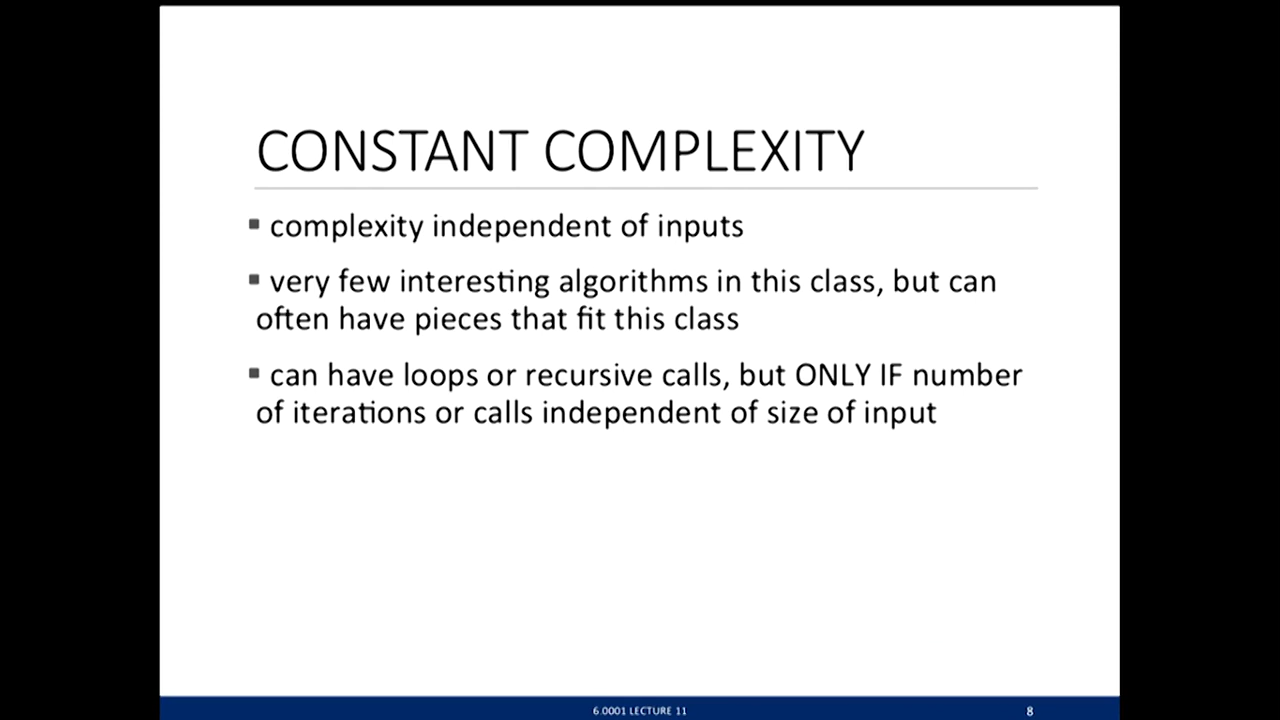 CONSTANT COMPLEXITY
▪ complexity independent of inputs
▪ very few interesting algorithms in this class, but can
often have pieces that fit this class
▪ can have loops or recursive calls, but ONLY IF number
of iterations or calls independent of size of input
6.0001 LECTURE 11
8